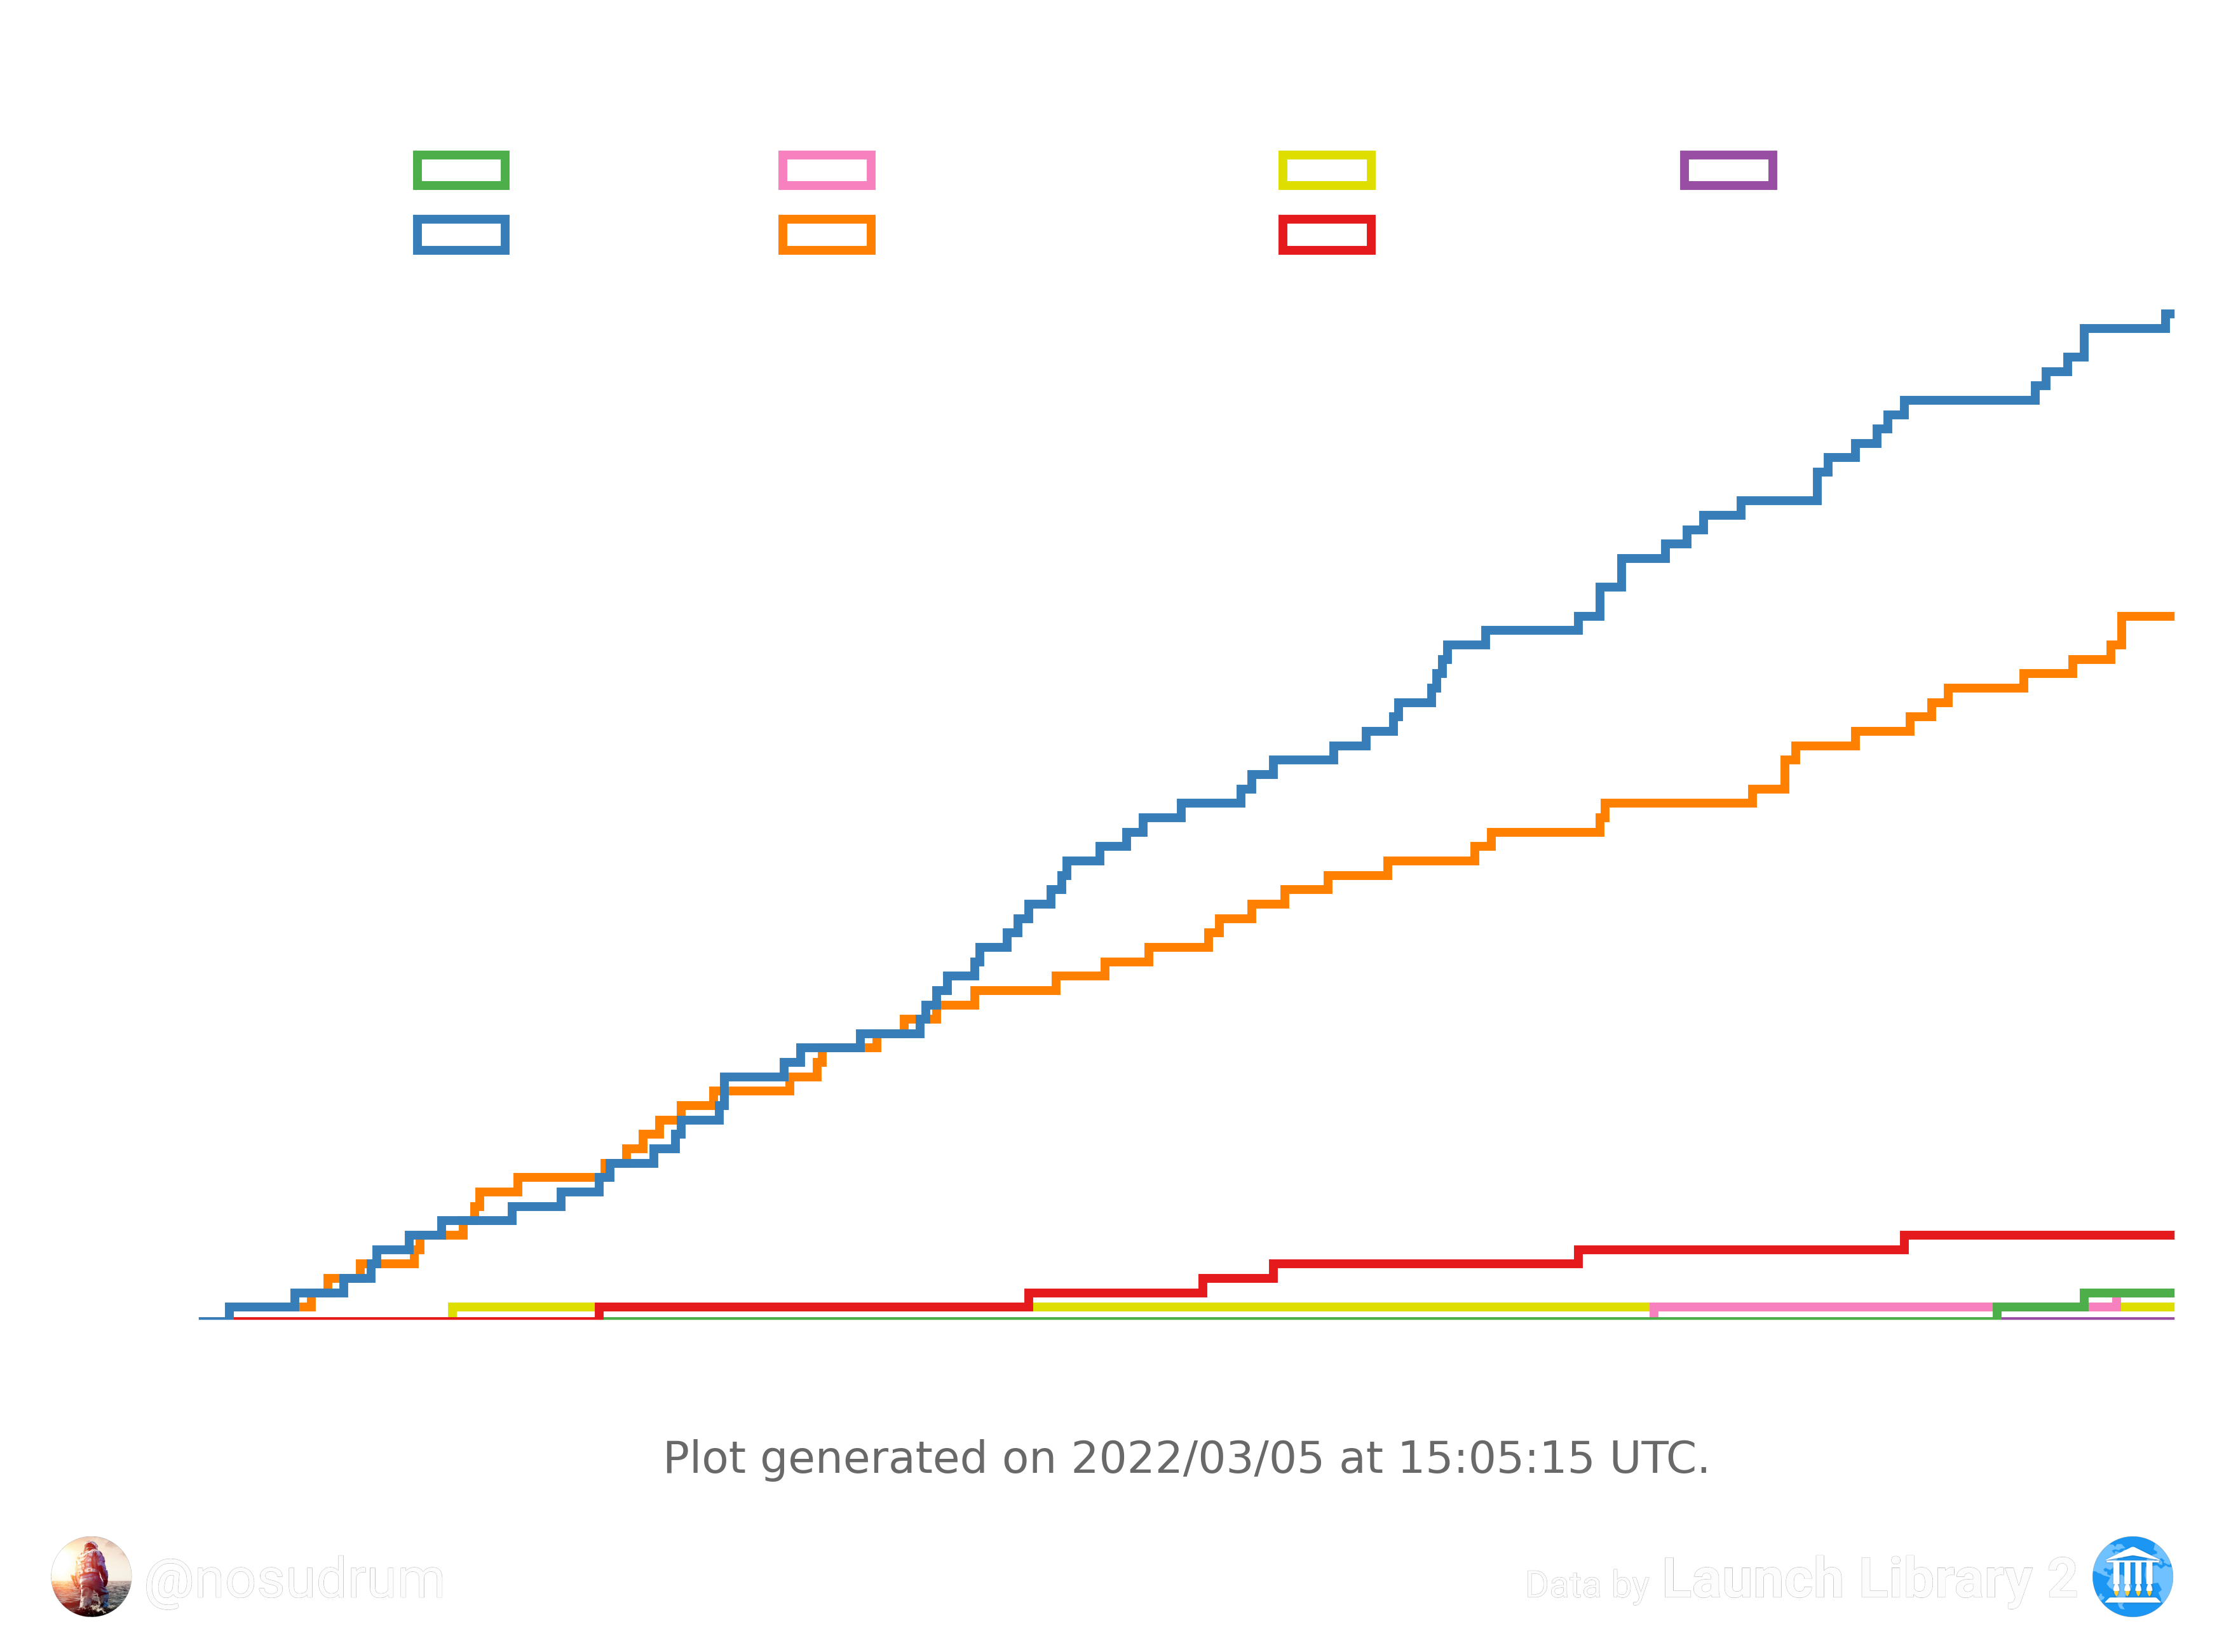 Plot generated on 2022/03/05 at 15:05:15 UTC.
@nosudrum
Data by Launch Library 2